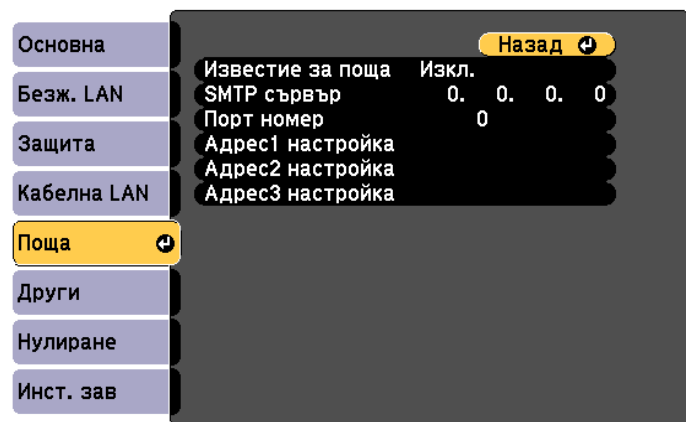 Основна
Безж. LAN
Защита
Кабелна LAN
Поща
Други
Нулиране
Инст. зав
Назад
Известие за поща Изкл.
SMTP сървър 0. 0. 0. 0
Порт номер 0
Адрес1 настройка
Адрес2 настройка
Адрес3 настройка